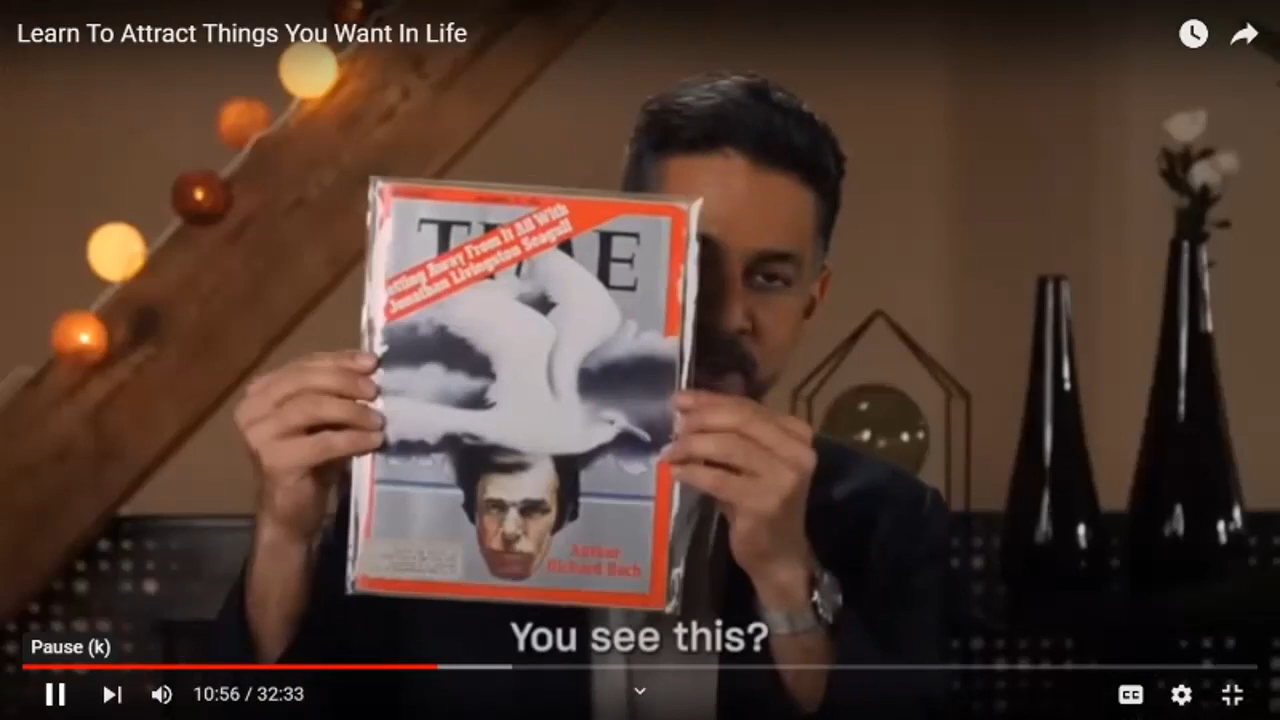 Learn To Attract Things You Want In Life
TIME
Getting Away From It All With
Jonathan Livingston Seagull
Author
Richard Bach
You see this?
Pause (k)
10:56 / 32:33
CC